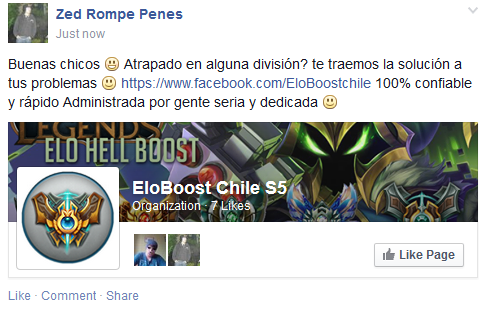 Zed Rompe Penes
Just now
Buenas chicos Atrapado en alguna división? te traemos la solución a
tus problemas https://www.facebook.com/EloBoostchile 100% confiable
y rápido Administrada por gente seria y dedicada
LEGENDS
ELO HELL BOOST
EloBoost Chile S5
Organization · 7 Likes
Like Page
Like · Comment · Share